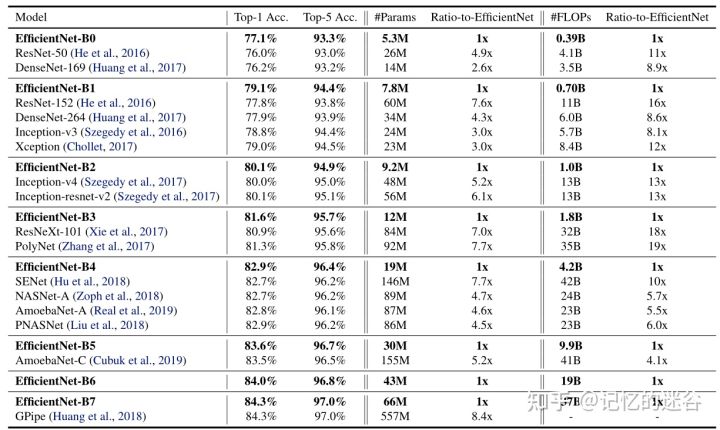 Model Top-1 Acc. Top-5 Acc. #Params Ratio-to-EfficientNet #FLOPs Ratio-to-EfficientNet
EfficientNet-B0 77.1% 93.3% 5.3M 1x 0.39B 1x
ResNet-50 (He et al., 2016) 76.0% 93.0% 26M 4.9x 4.1B 11x
DenseNet-169 (Huang et al., 2017) 76.2% 93.2% 14M 2.6x 3.5B 8.9x
EfficientNet-B1 79.1% 94.4% 7.8M 1x 0.70B 1x
ResNet-152 (He et al., 2016) 77.8% 93.8% 60M 7.6x 11B 16x
DenseNet-264 (Huang et al., 2017) 77.9% 93.9% 34M 4.3x 6.0B 8.6x
Inception-v3 (Szegedy et al., 2016) 78.8% 94.4% 24M 3.0x 5.7B 8.1x
Xception (Chollet, 2017) 79.0% 94.5% 23M 3.0x 8.4B 12x
EfficientNet-B2 80.1% 94.9% 9.2M 1x 1.0B 1x
Inception-v4 (Szegedy et al., 2017) 80.0% 95.0% 48M 5.2x 13B 13x
Inception-resnet-v2 (Szegedy et al., 2017) 80.1% 95.1% 56M 6.1x 13B 13x
EfficientNet-B3 81.6% 95.7% 12M 1x 1.8B 1x
ResNeXt-101 (Xie et al., 2017) 80.9% 95.6% 84M 7.0x 32B 18x
PolyNet (Zhang et al., 2017) 81.3% 95.8% 92M 7.7x 35B 19x
EfficientNet-B4 82.9% 96.4% 19M 1x 4.2B 1x
SENet (Hu et al., 2018) 82.7% 96.2% 146M 7.7x 42B 10x
NASNet-A (Zoph et al., 2018) 82.7% 96.2% 89M 4.7x 24B 5.7x
AmoebaNet-A (Real et al., 2019) 82.8% 96.1% 87M 4.6x 23B 5.5x
PNASNet (Liu et al., 2018) 82.9% 96.2% 86M 4.5x 23B 6.0x
EfficientNet-B5 83.6% 96.7% 30M 1x 9.9B 1x
AmoebaNet-C (Cubuk et al., 2019) 83.5% 96.5% 155M 5.2x 41B 4.1x
EfficientNet-B6 84.0% 96.8% 43M 1x 19B 1x
EfficientNet-B7 84.3% 97.0% 66M 1x 37B 1x
GPipe (Huang et al., 2018) 84.3% 97.0% 557M 8.4x - -
知乎 @记忆的迷谷